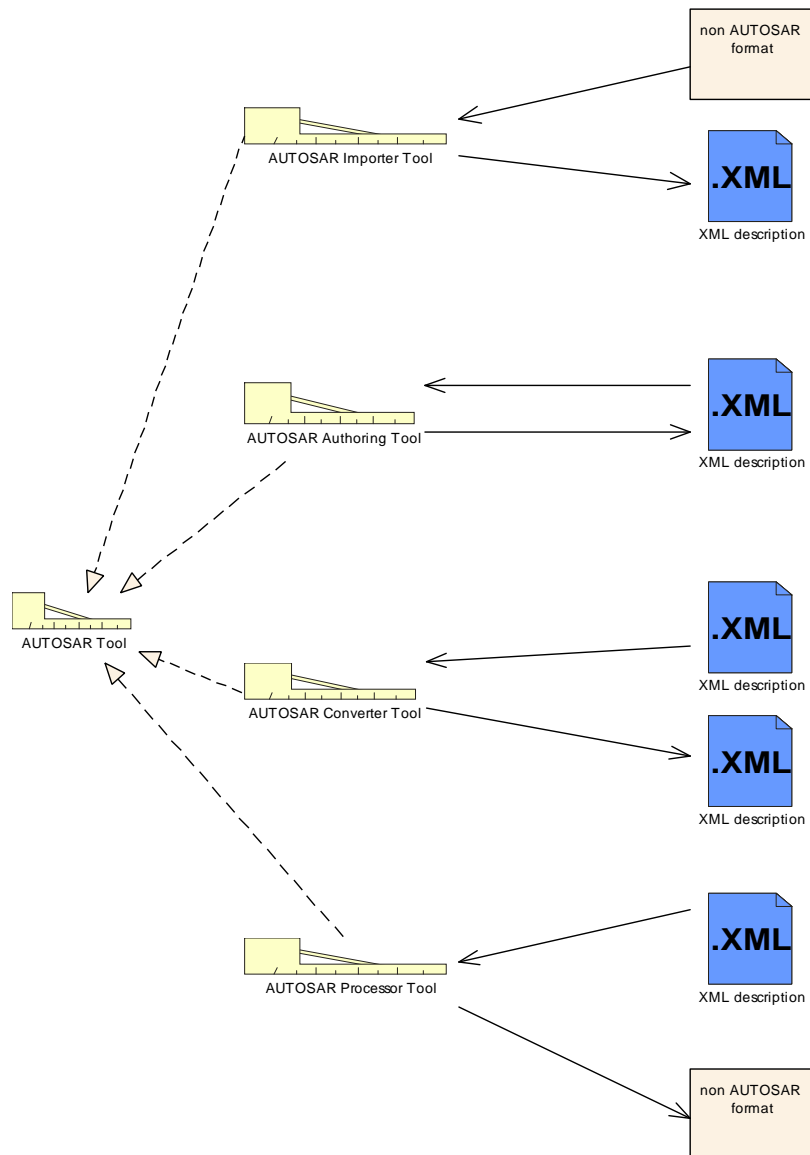 non AUTOSAR
format
AUTOSAR Importer Tool
.XML
XML description
.XML
AUTOSAR Authoring Tool
XML description
.XML
AUTOSAR Tool
XML description
AUTOSAR Converter Tool
.XML
XML description
.XML
AUTOSAR Processor Tool
XML description
non AUTOSAR
format